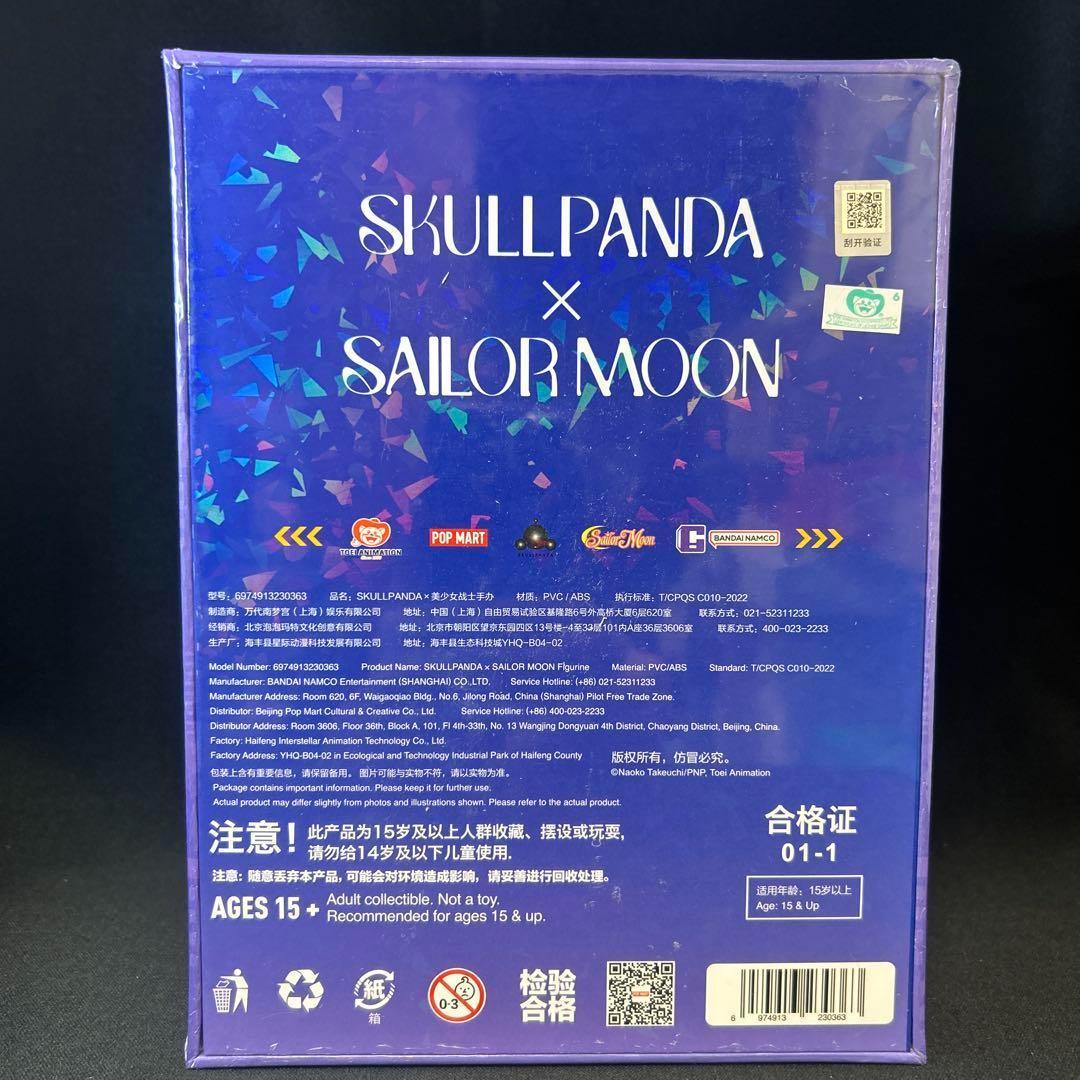 SKULLPANDA
×
SAILOR MOON
刮开验证
6
TOEI ANIMATION
POP MART
SKULLPANDA
Sailor Moon
BANDAI NAMCO
型号：6974913230363 品名：SKULLPANDA×美少女战士手办 材质：PVC / ABS 执行标准：T/CPQS C010-2022
制造商：万代南梦宫（上海）娱乐有限公司 地址：中国（上海）自由贸易试验区基隆路6号外高桥大厦6层620室 联系方式：021-52311233
经销商：北京泡泡玛特文化创意有限公司 地址：北京市朝阳区望京东园四区13号楼-4至33层101内A座36层3606室 联系方式：400-023-2233
生产厂：海丰县星际动漫科技发展有限公司 地址：海丰县生态科技城YHQ-B04-02
Model Number: 6974913230363 Product Name: SKULLPANDA × SAILOR MOON Figurine Material: PVC/ABS Standard: T/CPQS C010-2022
Manufacturer: BANDAI NAMCO Entertainment (SHANGHAI) CO.,LTD. Service Hotline: (+86) 021-52311233
Manufacturer Address: Room 620, 6F, Waigaoqiao Bldg., No.6, Jilong Road, China (Shanghai) Pilot Free Trade Zone.
Distributor: Beijing Pop Mart Cultural & Creative Co., Ltd. Service Hotline: (+86) 400-023-2233
Distributor Address: Room 3606, Floor 36th, Block A, 101, Fl 4th-33th, No. 13 Wangjing Dongyuan 4th District, Chaoyang District, Beijing, China.
Factory: Haifeng Interstellar Animation Technology Co., Ltd.
Factory Address: YHQ-B04-02 in Ecological and Technology Industrial Park of Haifeng County
版权所有，仿冒必究。
包装上含有重要信息，请保留备用。 图片可能与实物不符，请以实物为准。
©Naoko Takeuchi/PNP, Toei Animation
Package contains important information. Please keep it for further use.
Actual product may differ slightly from photos and illustrations shown. Please refer to the actual product.
注意！ 此产品为15岁及以上人群收藏、摆设或玩耍，
请勿给14岁及以下儿童使用.
合格证
01-1
注意：随意丢弃本产品，可能会对环境造成影响，请妥善进行回收处理。
适用年龄：15岁以上
Age: 15 & Up
AGES 15 + Adult collectible. Not a toy.
Recommended for ages 15 & up.
紙
箱
0-3
检验
合格
POP MART
6 974913 230363